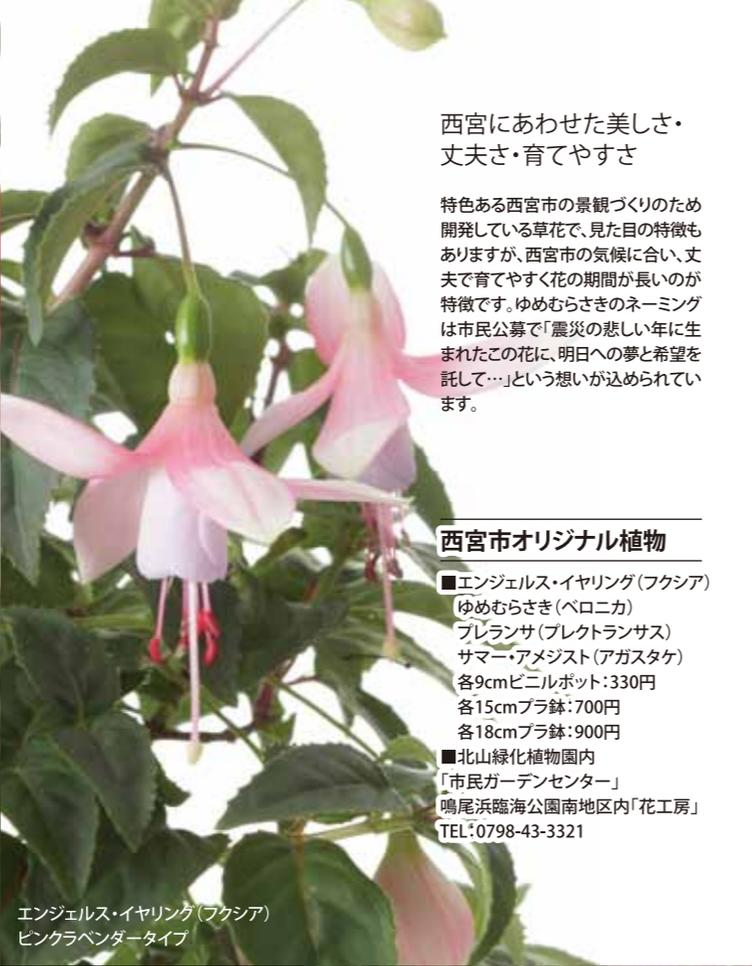 西宮にあわせた美しさ・
丈夫さ・育てやすさ
特色ある西宮市の景観づくりのため
開発している草花で、見た目の特徴も
ありますが、西宮市の気候に合い、丈
夫で育てやすく花の期間が長いのが
特徴です。ゆめむらさきのネーミング
は市民公募で「震災の悲しい年に生
まれたこの花に、明日への夢と希望を
託して…」という想いが込められてい
ます。
西宮市オリジナル植物
■エンジェルス・イヤリング（フクシア）
ゆめむらさき（ベロニカ）
プレランサ（プレクトランサス）
サマー・アメジスト（アガスタケ）
各9cmビニルポット：330円
各15cmプラ鉢：700円
各18cmプラ鉢：900円
■北山緑化植物園内
「市民ガーデンセンター」
鳴尾浜臨海公園南地区内「花工房」
TEL：0798-43-3321
エンジェルス・イヤリング（フクシア）
ピンクラベンダータイプ